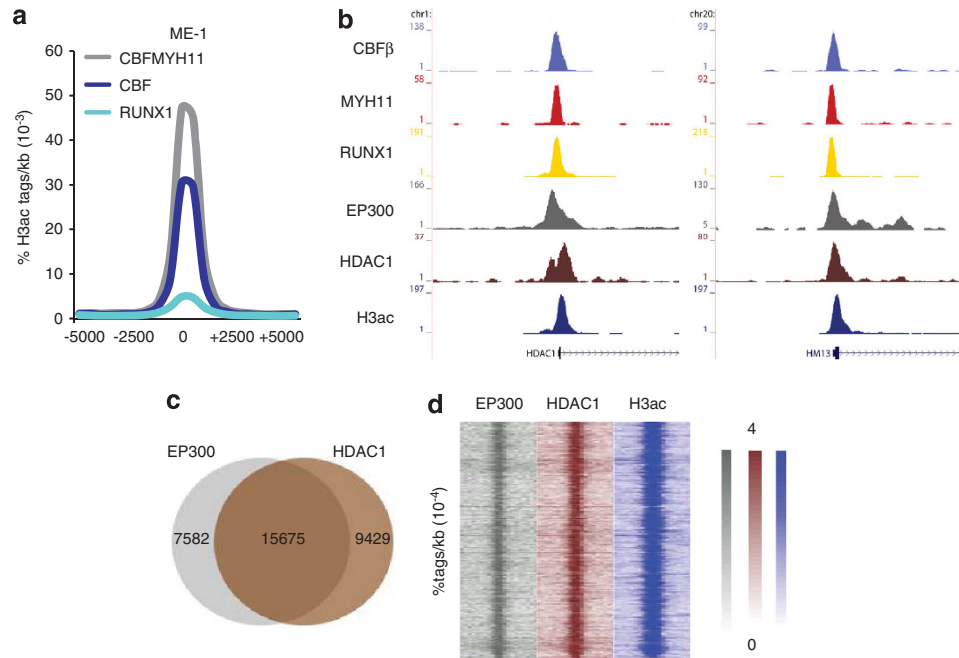 a
ME-1
60
50
40
30
20
10
0
% H3ac tags/kb (10-3)
CBFMYH11
CBF
RUNX1
-5000 -2500 0 +2500 +5000
b
chr1: chr20:
CBFβ 138 1 99 1
MYH11 58 1 92 1
RUNX1 191 1 218 1
EP300 166 1 130 5
HDAC1 37 1 80 1
H3ac 197 1 197 1
HDAC1 HM13
c
EP300 HDAC1
7582 15675 9429
d
EP300 HDAC1 H3ac
%tags/kb (10-4)
4
0